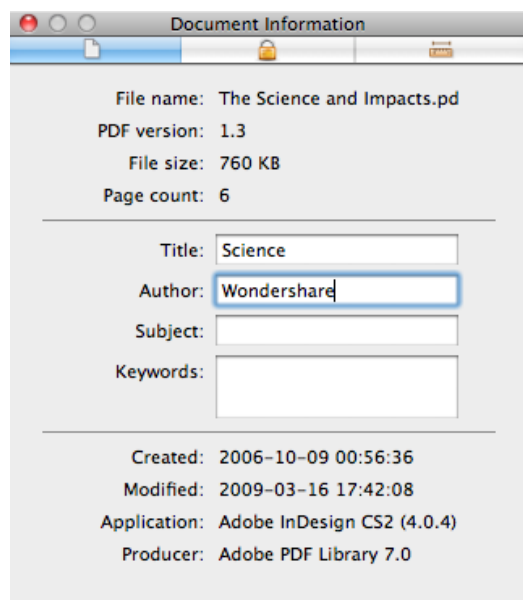 Document Information
File name: The Science and Impacts.pd
PDF version: 1.3
File size: 760 KB
Page count: 6
Title: Science
Author: Wondershare
Subject:
Keywords:
Created: 2006-10-09 00:56:36
Modified: 2009-03-16 17:42:08
Application: Adobe InDesign CS2 (4.0.4)
Producer: Adobe PDF Library 7.0